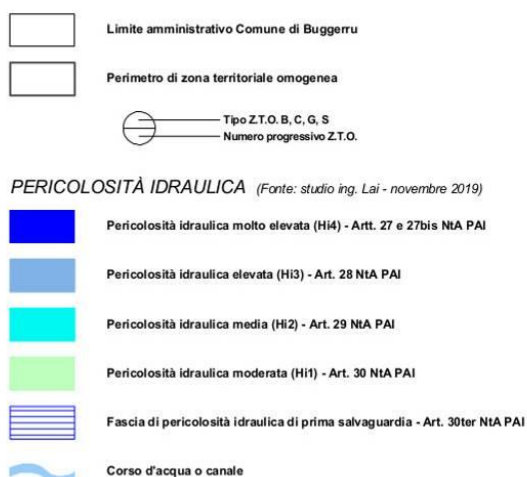 Limite amministrativo Comune di Buggerru
Perimetro di zona territoriale omogenea
Tipo Z.T.O. B, C, G, S
Numero progressivo Z.T.O.
PERICOLOSITÀ IDRAULICA (Fonte: studio ing. Lai - novembre 2019)
Pericolosità idraulica molto elevata (Hi4) - Artt. 27 e 27bis NtA PAI
Pericolosità idraulica elevata (Hi3) - Art. 28 NtA PAI
Pericolosità idraulica media (Hi2) - Art. 29 NtA PAI
Pericolosità idraulica moderata (Hi1) - Art. 30 NtA PAI
Fascia di pericolosità idraulica di prima salvaguardia - Art. 30ter NtA PAI
Corso d'acqua o canale